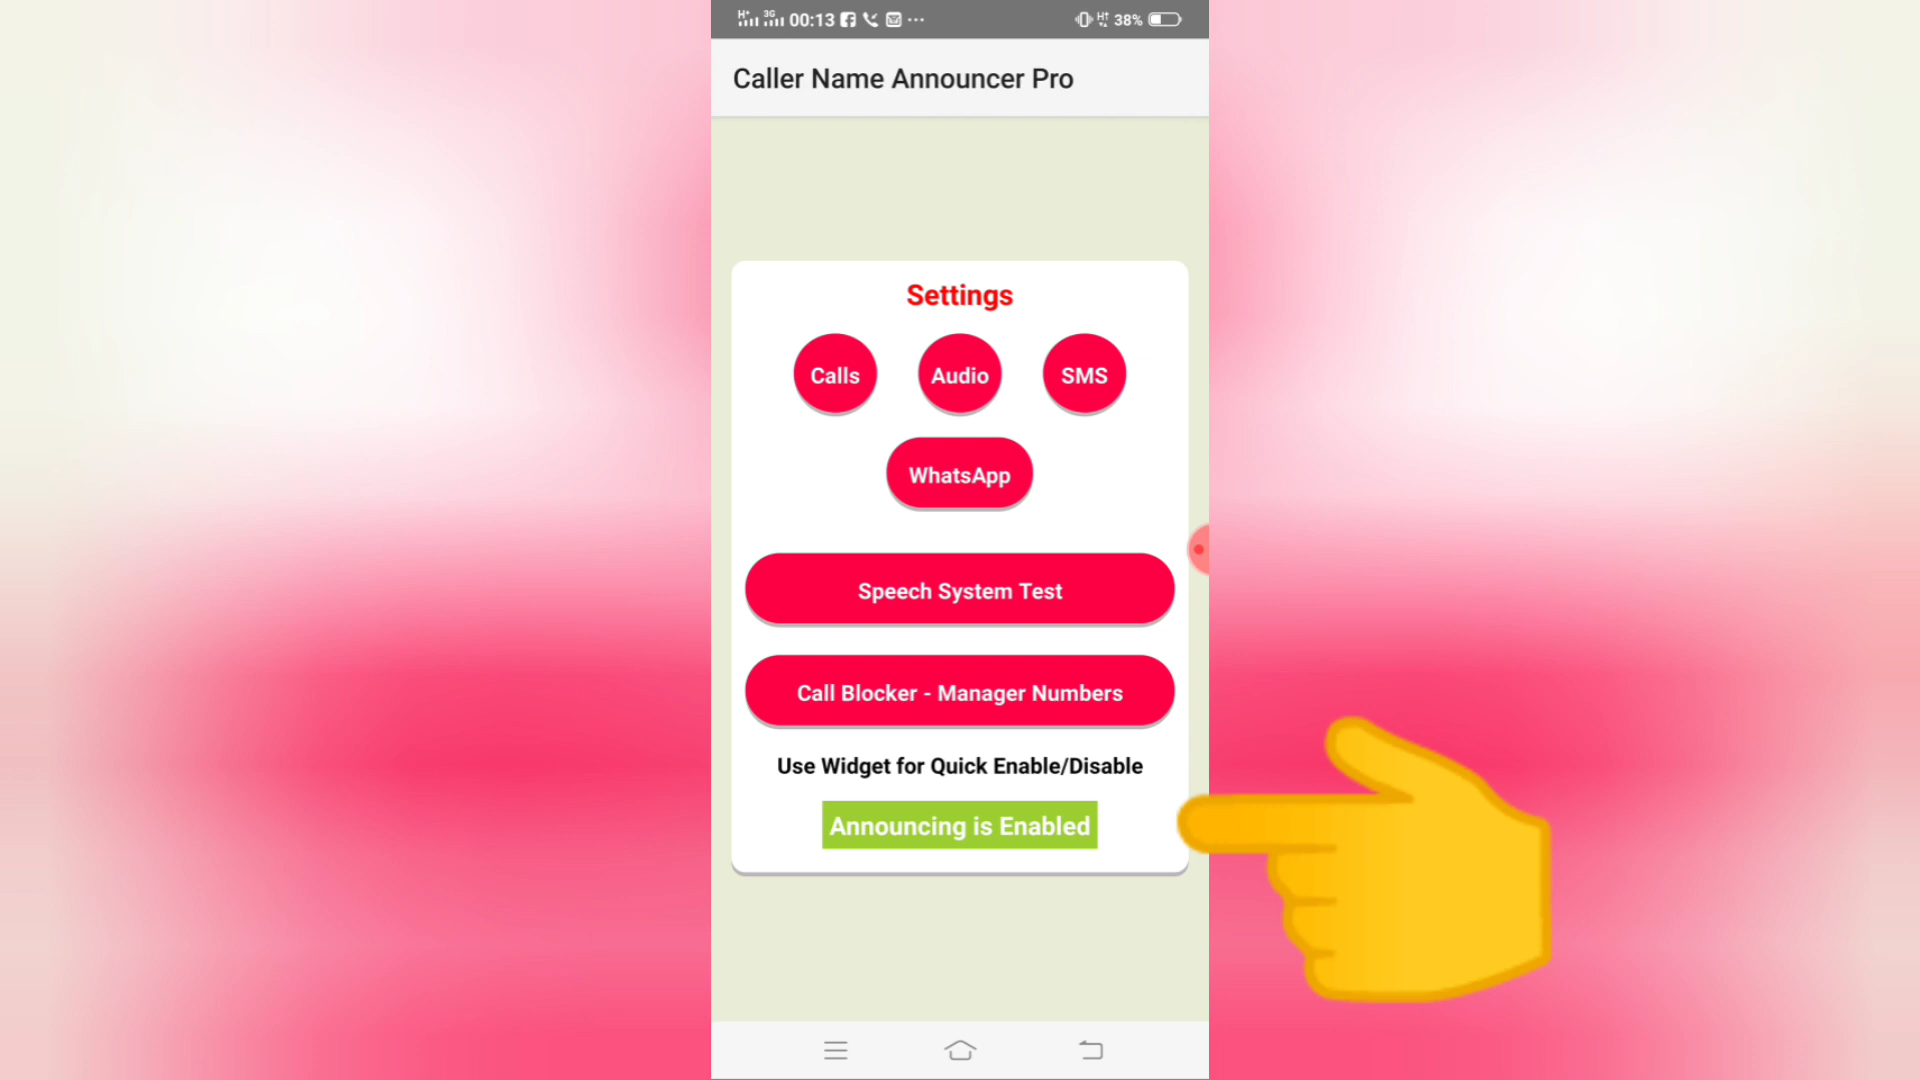 H+ 3G 00:13 38%
Caller Name Announcer Pro
Settings
Calls Audio SMS
WhatsApp
Speech System Test
Call Blocker - Manager Numbers
Use Widget for Quick Enable/Disable
Announcing is Enabled